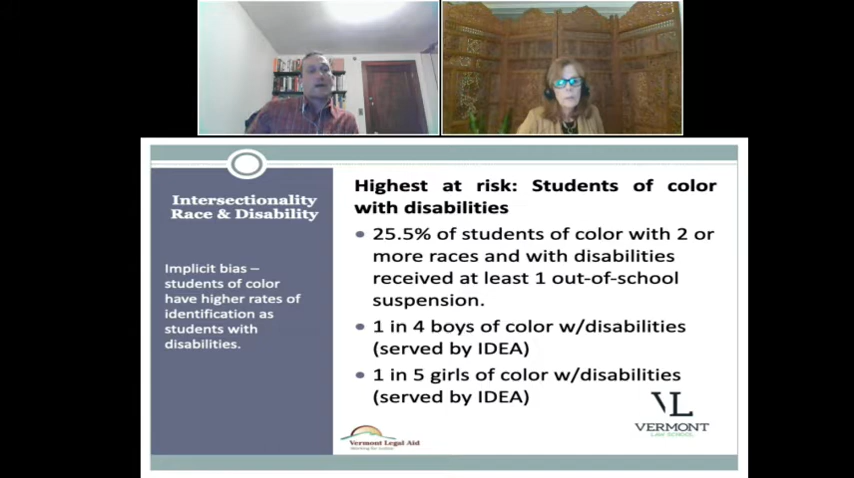 Intersectionality
Race & Disability
Implicit bias –
students of color
have higher rates of
identification as
students with
disabilities.
Highest at risk: Students of color
with disabilities
• 25.5% of students of color with 2 or
more races and with disabilities
received at least 1 out-of-school
suspension.
• 1 in 4 boys of color w/disabilities
(served by IDEA)
• 1 in 5 girls of color w/disabilities
(served by IDEA)
Vermont Legal Aid
Working for Justice
VL
VERMONT
LAW SCHOOL